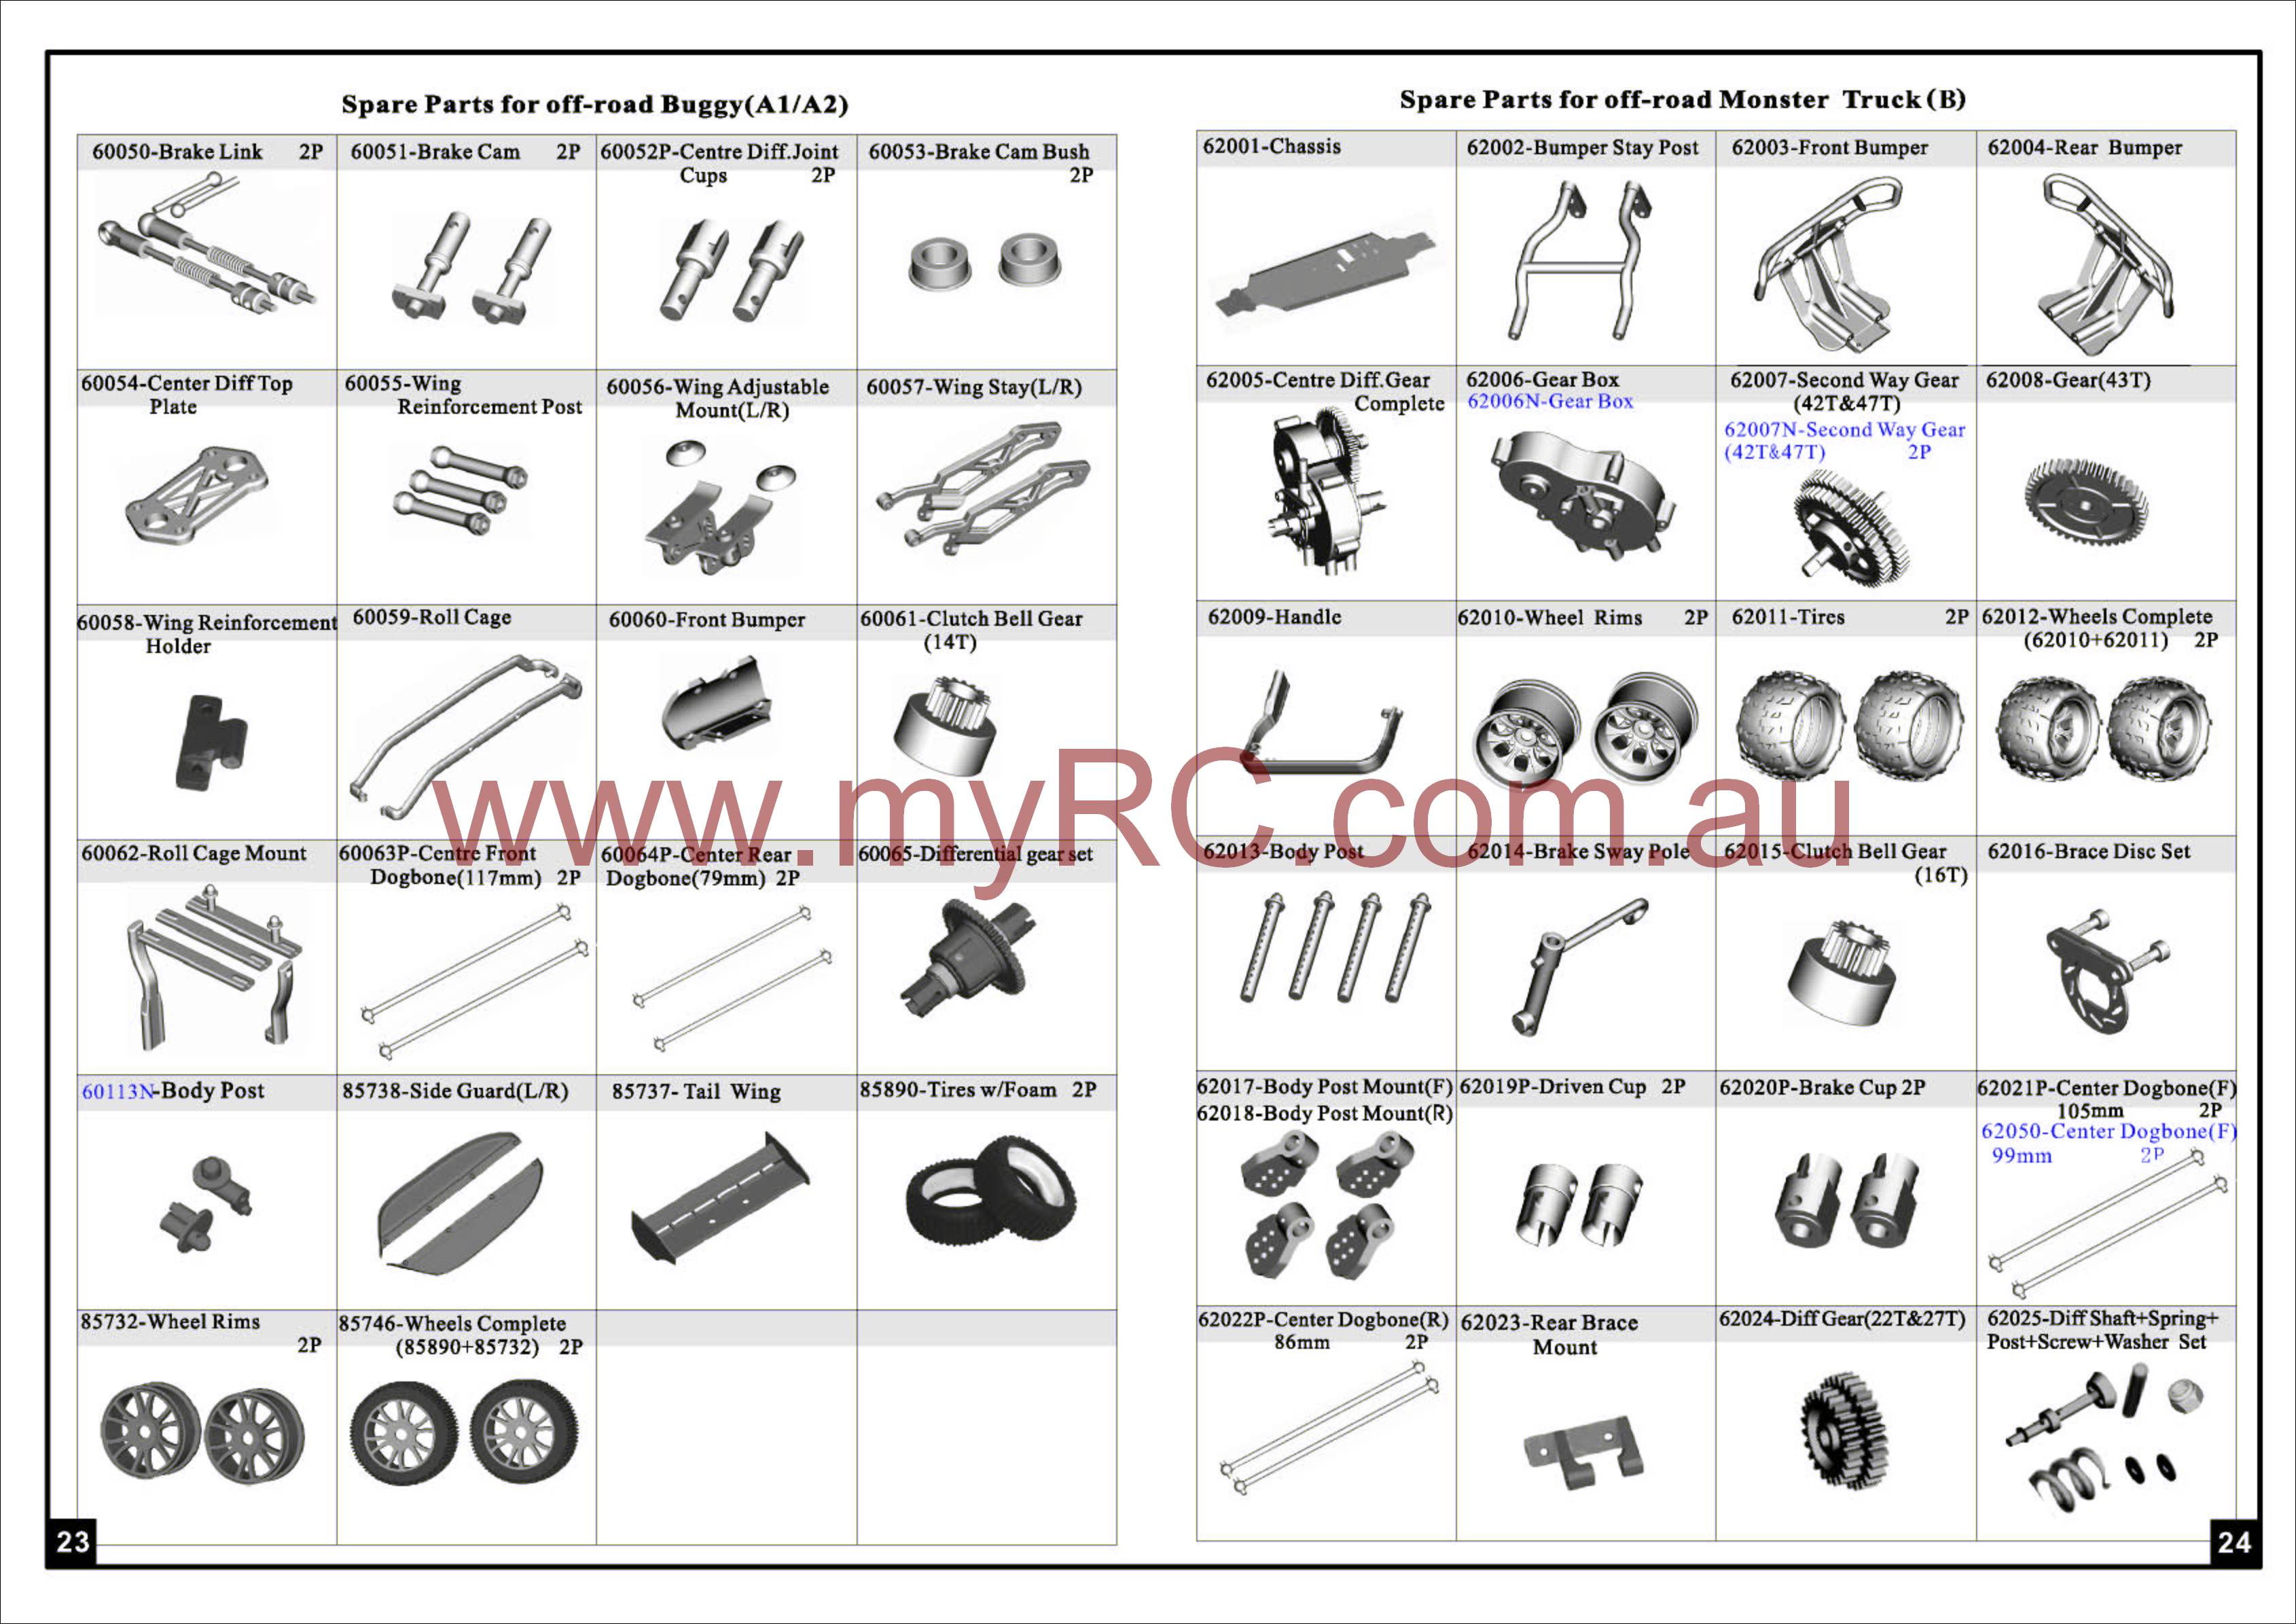 Spare Parts for off-road Buggy(A1/A2)
60050-Brake Link 2P
60051-Brake Cam 2P
60052P-Centre Diff.Joint
Cups 2P
60053-Brake Cam Bush
2P
60054-Center Diff Top
Plate
60055-Wing
Reinforcement Post
60056-Wing Adjustable
Mount(L/R)
60057-Wing Stay(L/R)
60058-Wing Reinforcement
Holder
60059-Roll Cage
60060-Front Bumper
60061-Clutch Bell Gear
(14T)
60062-Roll Cage Mount
60063P-Centre Front
Dogbone(117mm) 2P
60064P-Center Rear
Dogbone(79mm) 2P
60065-Differential gear set
60113N-Body Post
85738-Side Guard(L/R)
85737- Tail Wing
85890-Tires w/Foam 2P
85732-Wheel Rims
2P
85746-Wheels Complete
(85890+85732) 2P
23
Spare Parts for off-road Monster Truck(B)
62001-Chassis
62002-Bumper Stay Post
62003-Front Bumper
62004-Rear Bumper
62005-Centre Diff.Gear
Complete
62006-Gear Box
62006N-Gear Box
62007-Second Way Gear
(42T&47T)
62007N-Second Way Gear
(42T&47T) 2P
62008-Gear(43T)
62009-Handle
62010-Wheel Rims 2P
62011-Tires 2P
62012-Wheels Complete
(62010+62011) 2P
62013-Body Post
62014-Brake Sway Pole
62015-Clutch Bell Gear
(16T)
62016-Brace Disc Set
62017-Body Post Mount(F)
62018-Body Post Mount(R)
62019P-Driven Cup 2P
62020P-Brake Cup 2P
62021P-Center Dogbone(F)
105mm 2P
62050-Center Dogbone(F)
99mm 2P
62022P-Center Dogbone(R)
86mm 2P
62023-Rear Brace
Mount
62024-Diff Gear(22T&27T)
62025-Diff Shaft+Spring+
Post+Screw+Washer Set
24
www.myRC.com.au